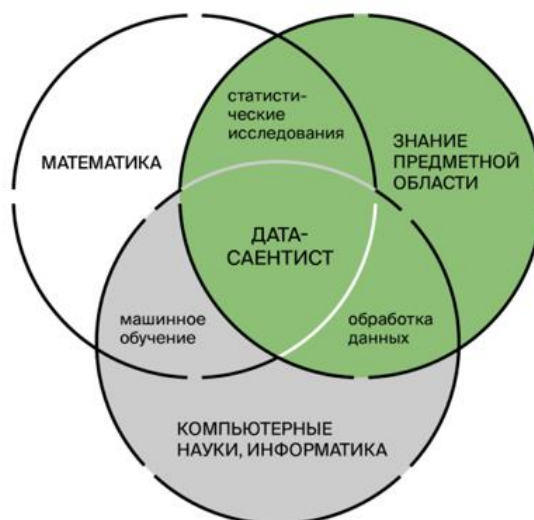 статисти-
ческие
исследования
МАТЕМАТИКА
ЗНАНИЕ
ПРЕДМЕТНОЙ
ОБЛАСТИ
ДАТА-
САЕНТИСТ
машинное
обучение
обработка
данных
КОМПЬЮТЕРНЫЕ
НАУКИ, ИНФОРМАТИКА